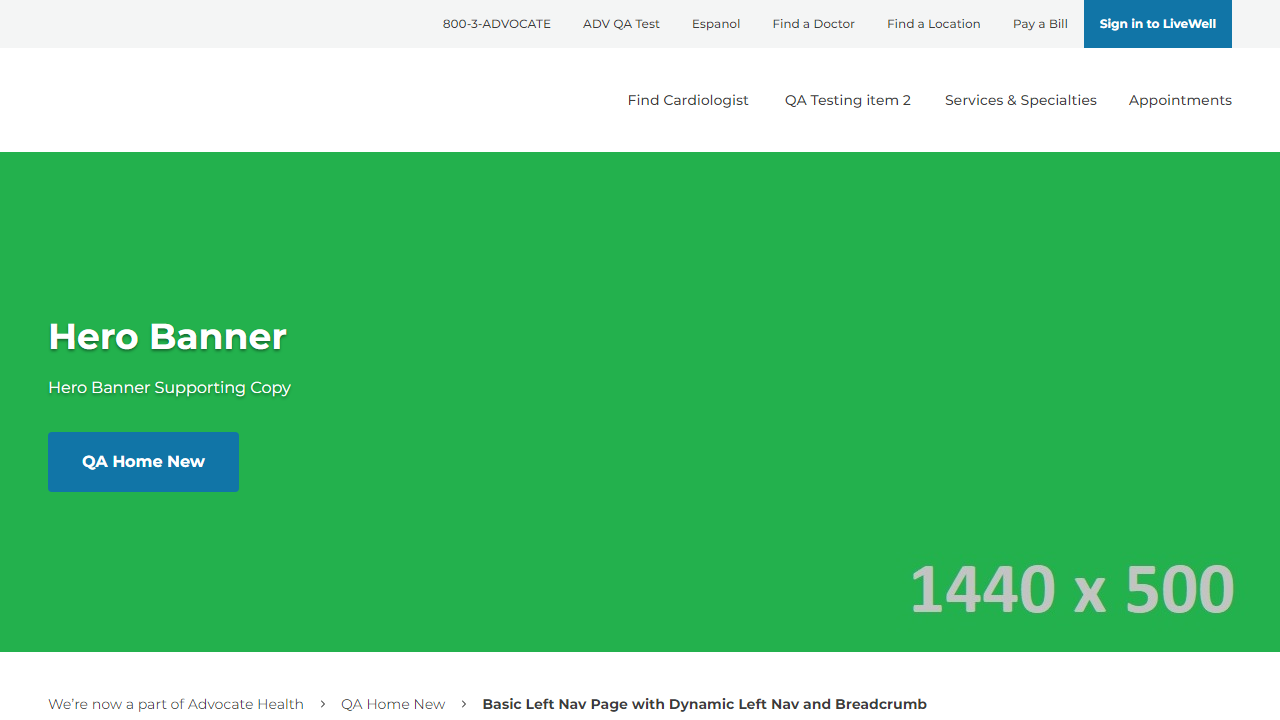 800-3-ADVOCATE ADV QA Test Espanol Find a Doctor Find a Location Pay a Bill Sign in to LiveWell
Find Cardiologist QA Testing item 2 Services & Specialties Appointments
Hero Banner
Hero Banner Supporting Copy
QA Home New
1440 x 500
We’re now a part of Advocate Health › QA Home New › Basic Left Nav Page with Dynamic Left Nav and Breadcrumb